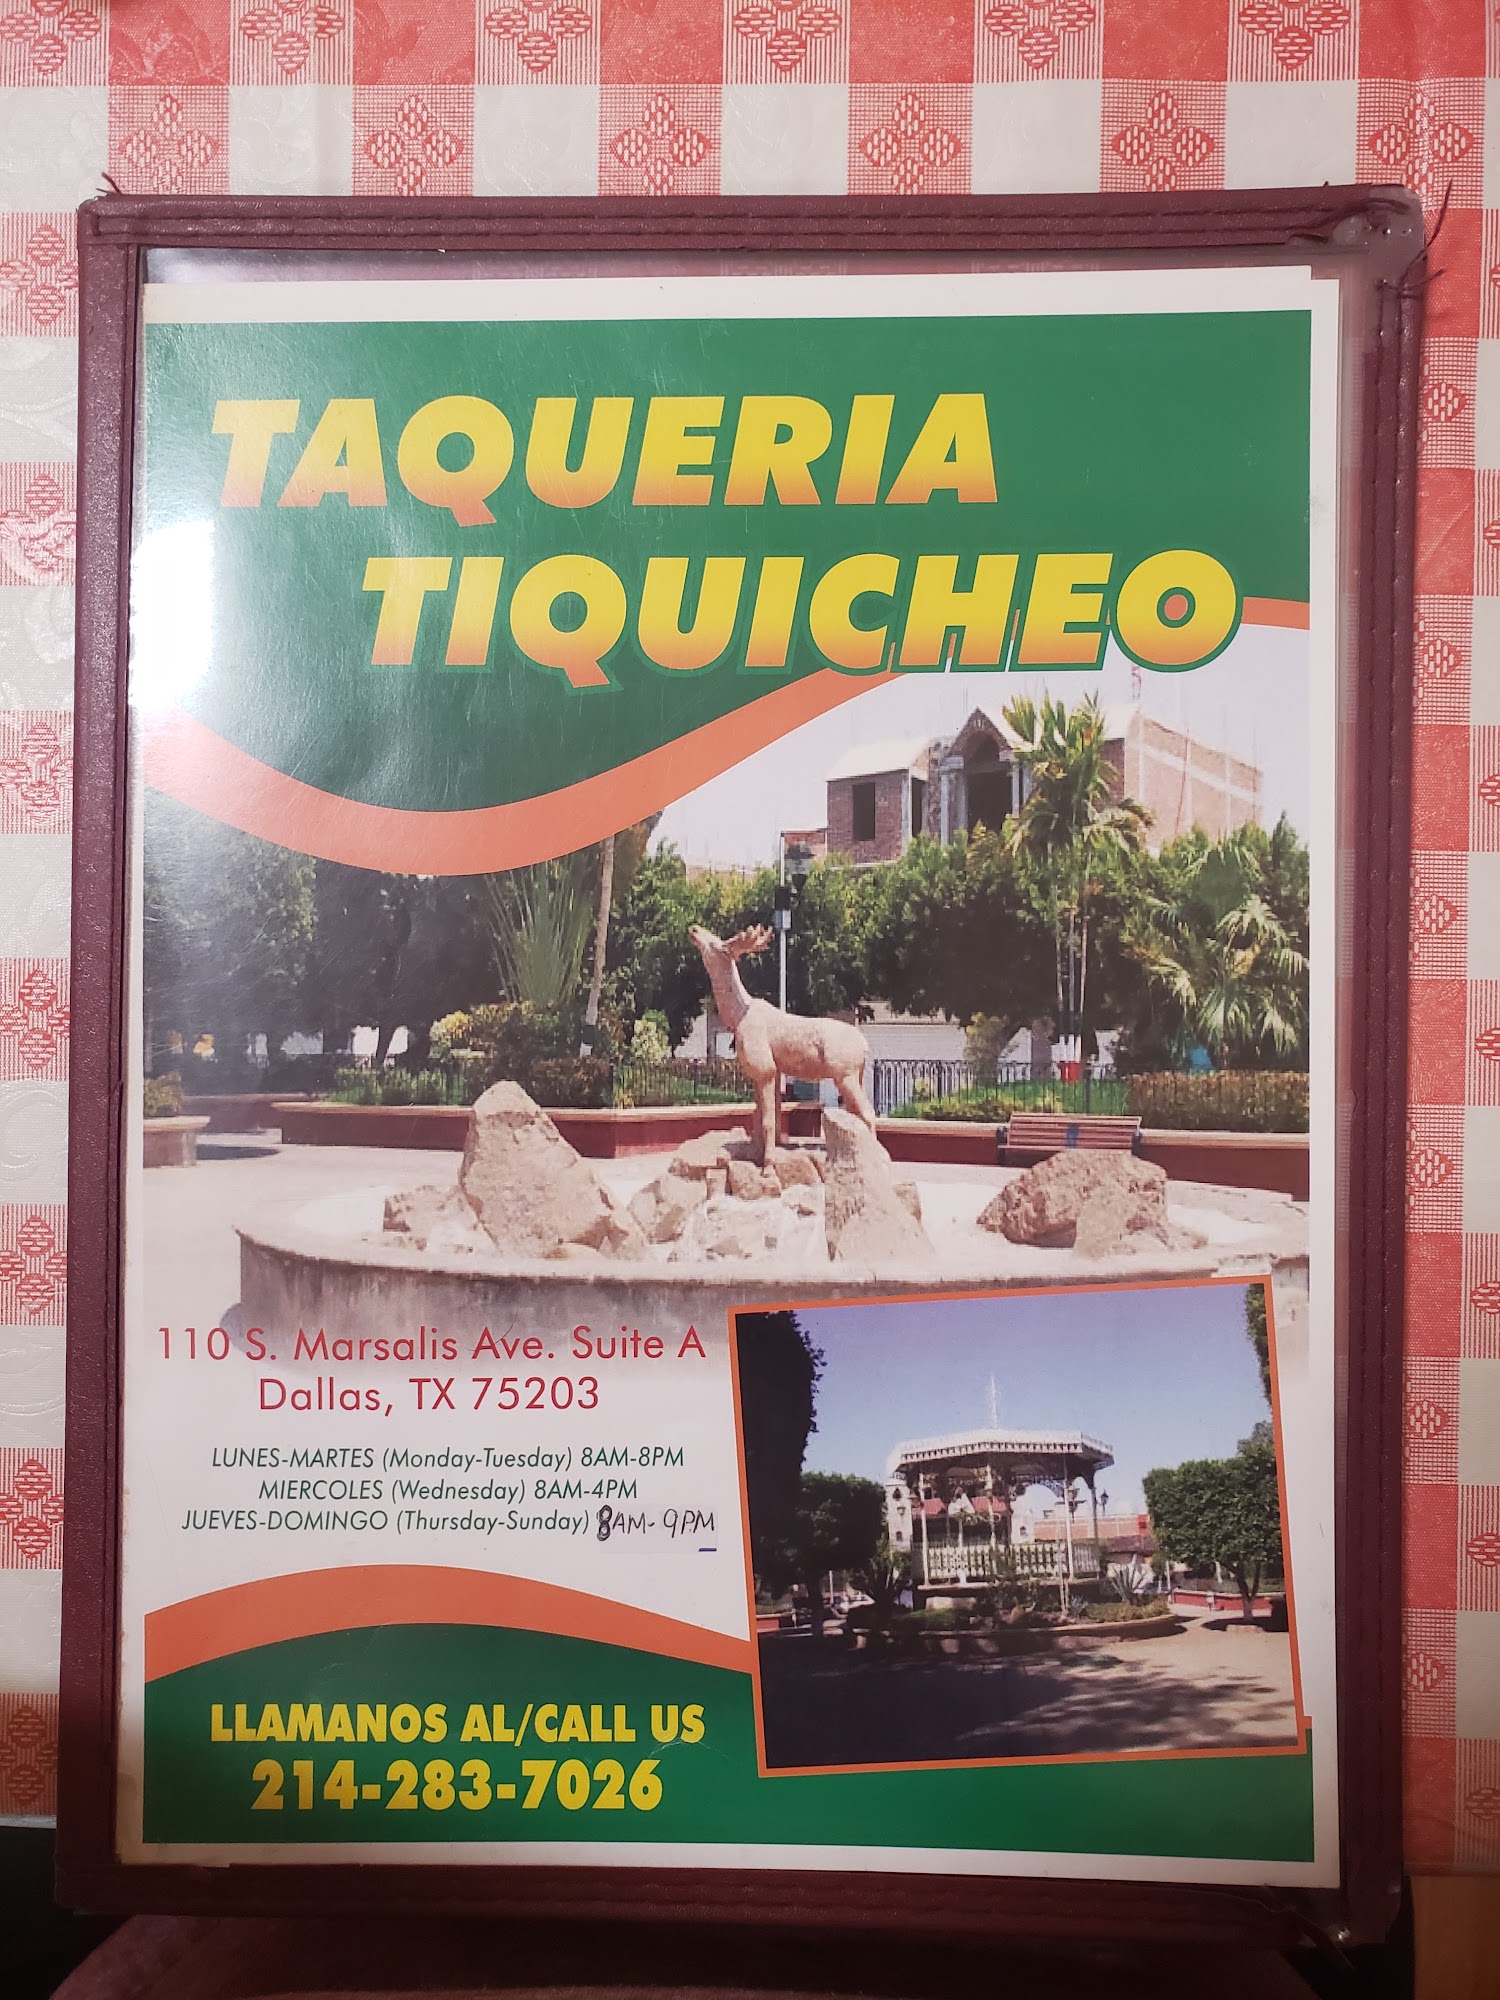 TAQUERIA
TIQUICHEO
110 S. Marsalis Ave. Suite A
Dallas, TX 75203
LUNES-MARTES (Monday-Tuesday) 8AM-8PM
MIERCOLES (Wednesday) 8AM-4PM
JUEVES-DOMINGO (Thursday-Sunday) 8AM-9PM
LLAMANOS AL/CALL US
214-283-7026